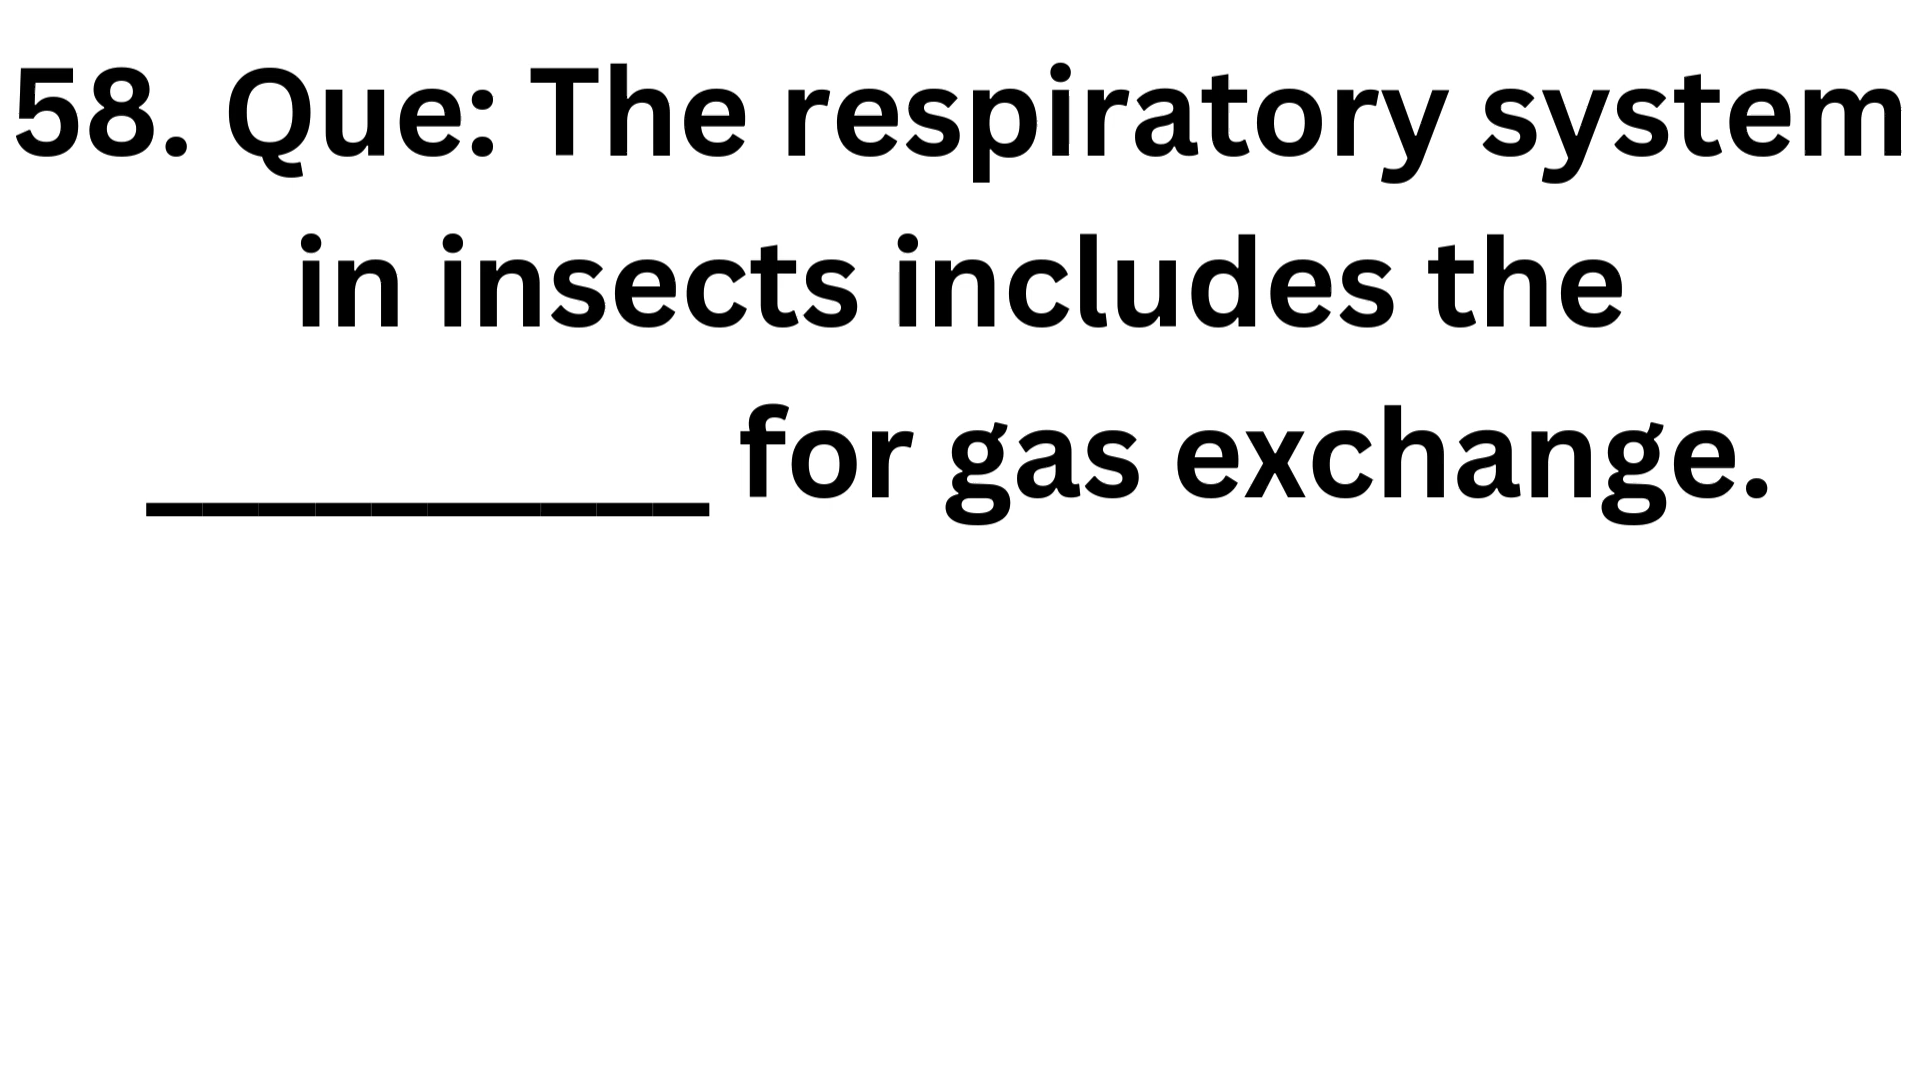 58. Que: The respiratory system
in insects includes the
__________ for gas exchange.